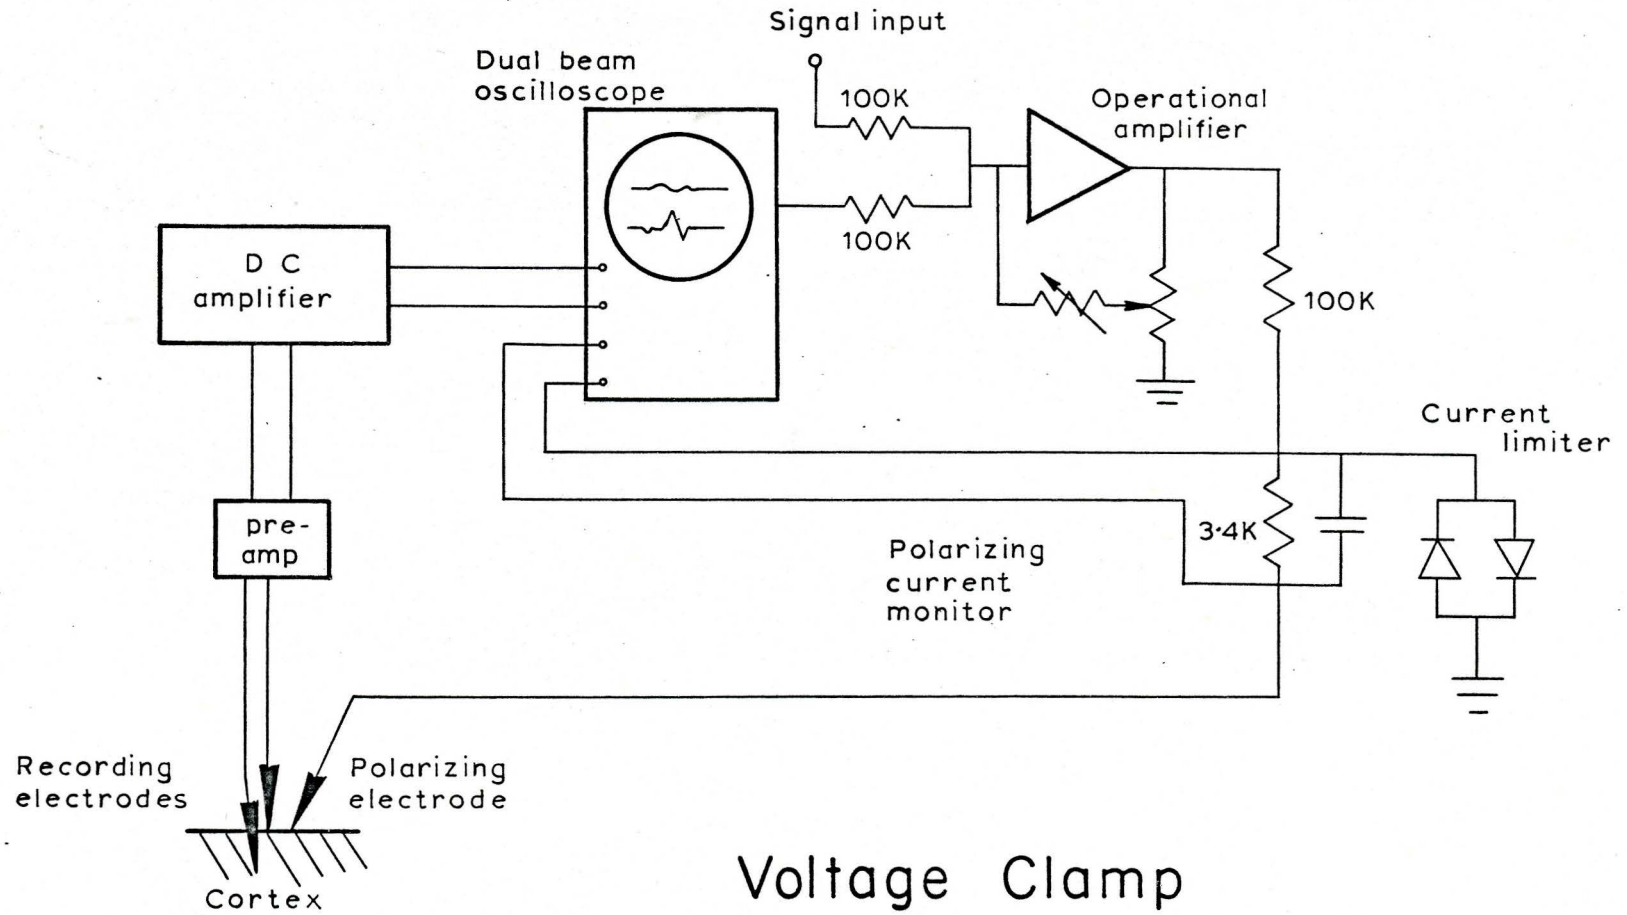 Signal input
Dual beam
oscilloscope
100K
Operational
amplifier
100K
D C
amplifier
100K
Current
limiter
pre-
amp
3·4K
Polarizing
current
monitor
Recording
electrodes
Polarizing
electrode
Cortex
Voltage Clamp